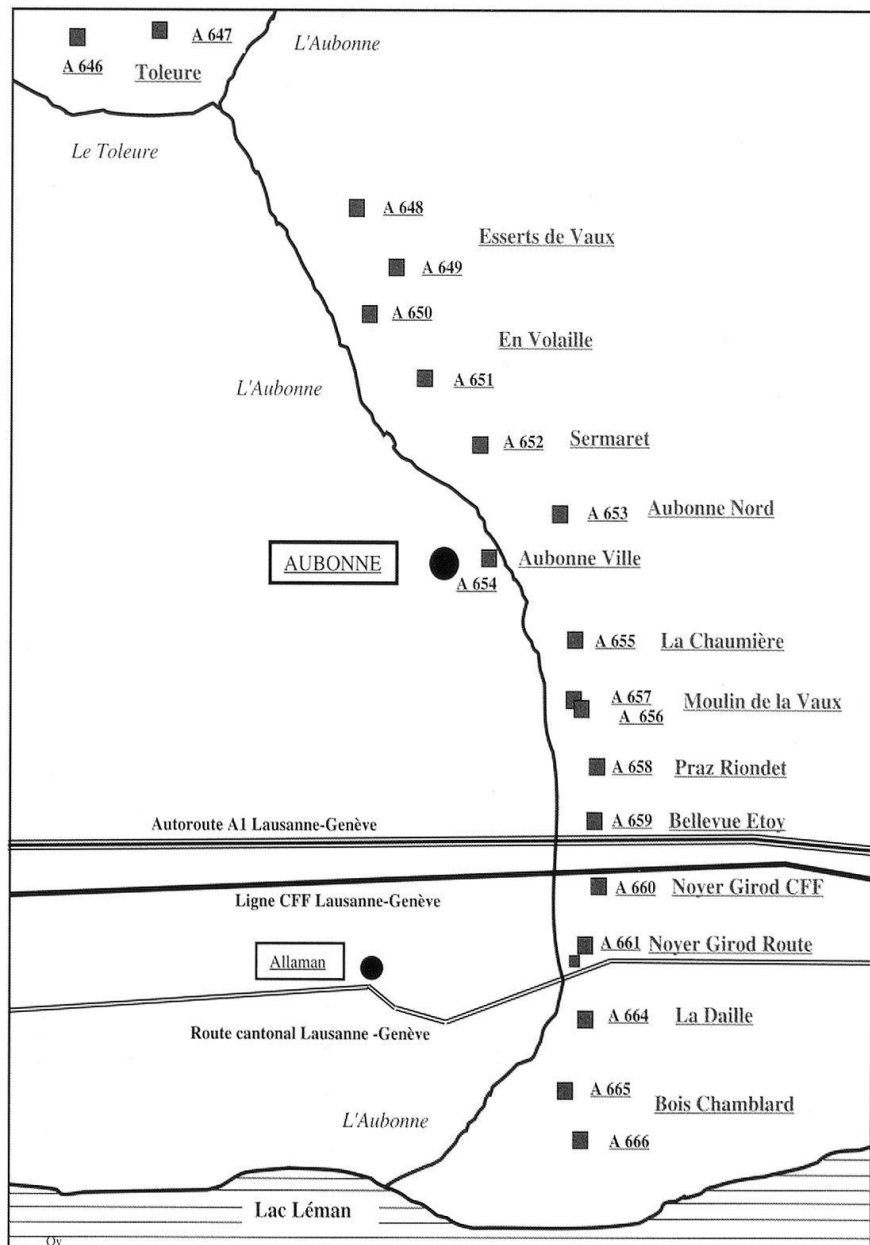 A 647
L'Aubonne
A 646
Toleure
Le Toleure
A 648
Esserts de Vaux
A 649
A 650
En Volaille
L'Aubonne
A 651
A 652 Sermaret
A 653 Aubonne Nord
AUBONNE
Aubonne Ville
A 654
A 655 La Chaumière
A 657 Moulin de la Vaux
A 656
A 658 Praz Riondet
Autoroute A1 Lausanne-Genève
A 659 Bellevue Etoy
A 660 Noyer Girod CFF
Ligne CFF Lausanne-Genève
A 661 Noyer Girod Route
Allaman
A 664 La Daille
Route cantonal Lausanne -Genève
A 665
Bois Chamblard
L'Aubonne
A 666
Lac Léman
Oy